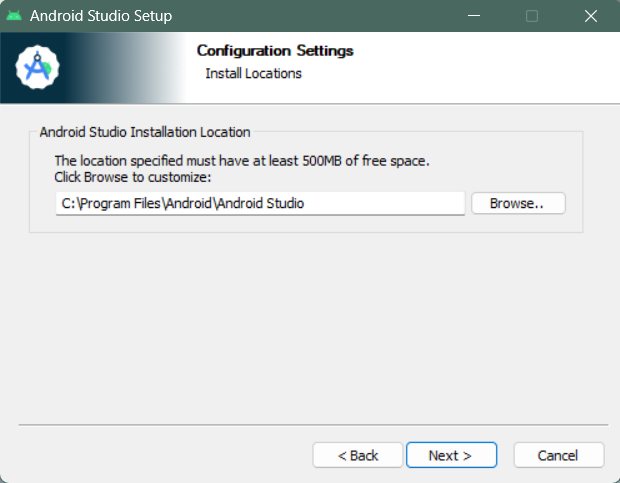 Android Studio Setup
Configuration Settings
Install Locations
Android Studio Installation Location
The location specified must have at least 500MB of free space.
Click Browse to customize:
C:\Program Files\Android\Android Studio
Browse..
< Back
Next >
Cancel